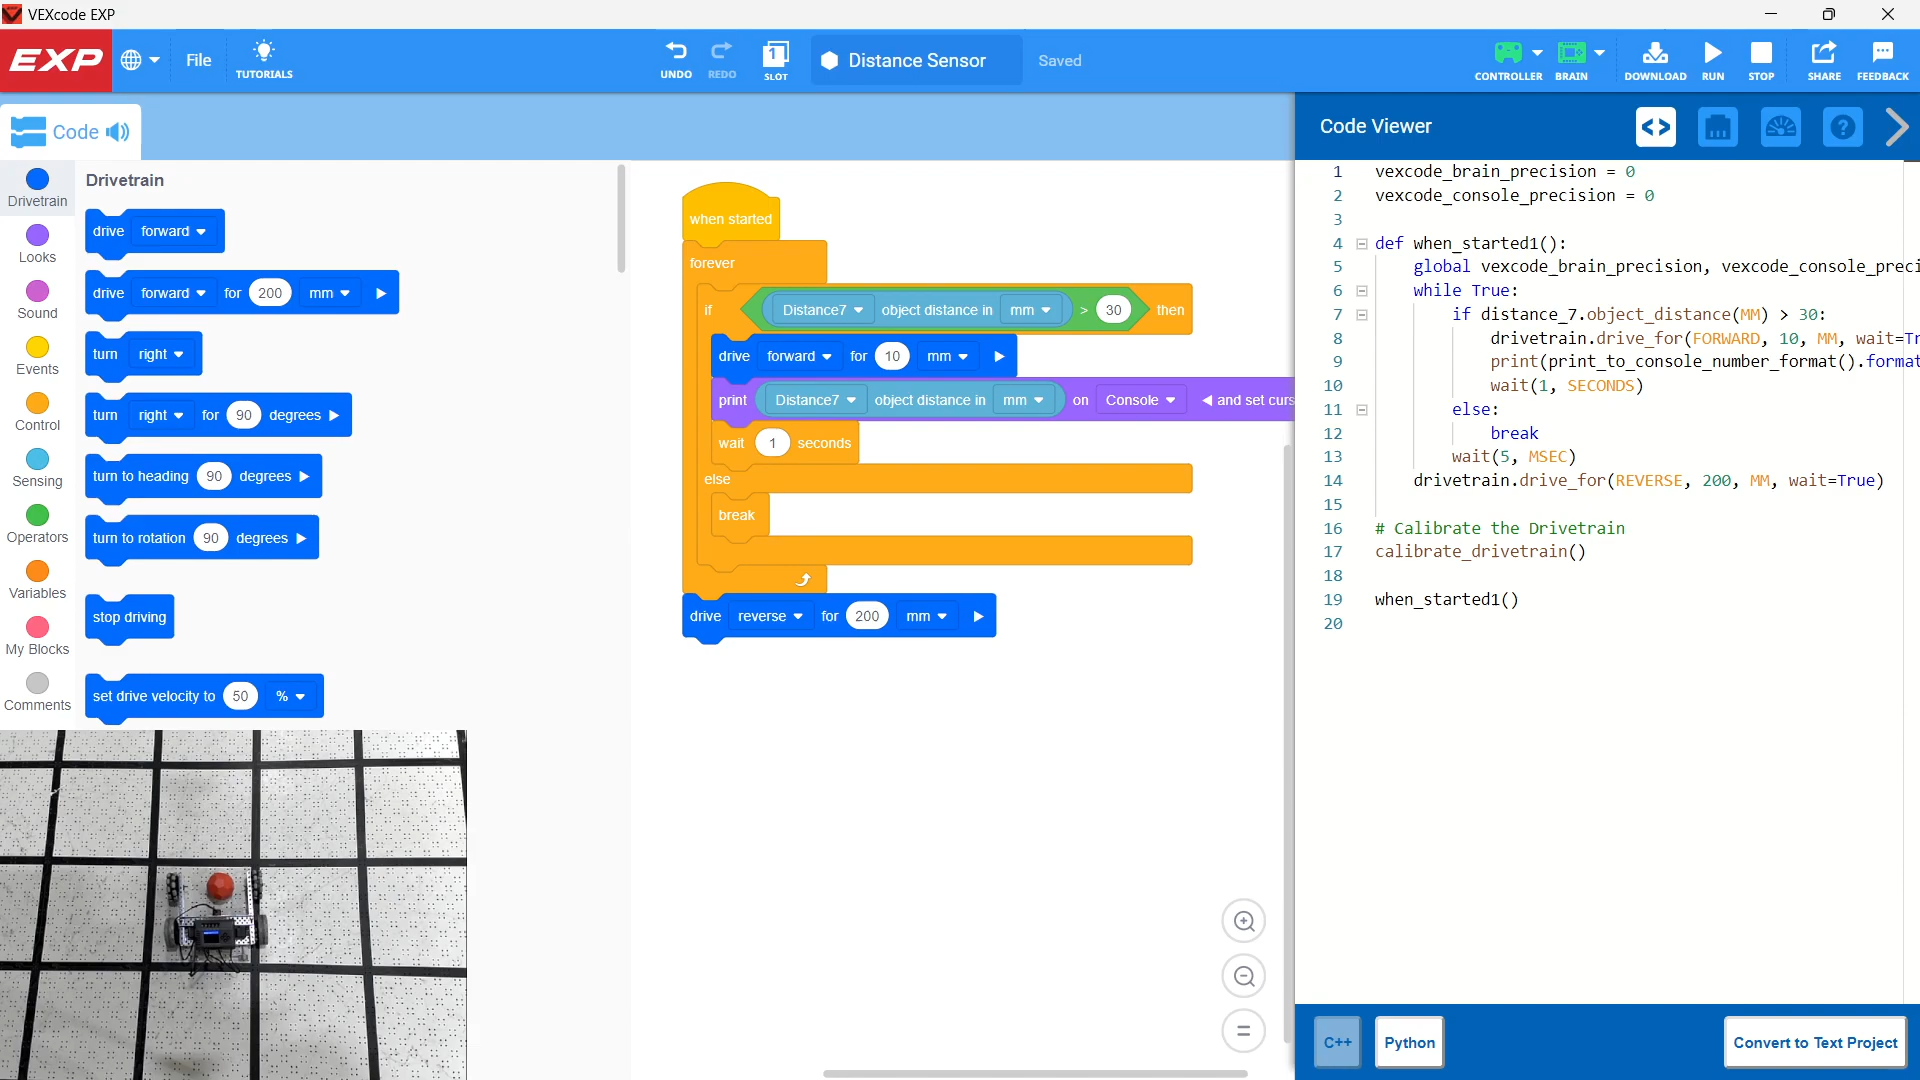 VEXcode EXP
EXP
File
TUTORIALS
UNDO
REDO
1
SLOT
Distance Sensor
Saved
CONTROLLER
BRAIN
DOWNLOAD
RUN
STOP
SHARE
FEEDBACK
Code
Drivetrain
Looks
Sound
Events
Control
Sensing
Operators
Variables
My Blocks
Comments
Drivetrain
drive forward
drive forward for 200 mm
turn right
turn right for 90 degrees
turn to heading 90 degrees
turn to rotation 90 degrees
stop driving
set drive velocity to 50 %
when started
forever
if Distance7 object distance in mm > 30 then
drive forward for 10 mm
print Distance7 object distance in mm on Console and set curs
wait 1 seconds
else
break
drive reverse for 200 mm
Code Viewer
1 vexcode_brain_precision = 0
2 vexcode_console_precision = 0
3
4 def when_started1():
5 global vexcode_brain_precision, vexcode_console_preci
6 while True:
7 if distance_7.object_distance(MM) > 30:
8 drivetrain.drive_for(FORWARD, 10, MM, wait=Tr
9 print(print_to_console_number_format().format
10 wait(1, SECONDS)
11 else:
12 break
13 wait(5, MSEC)
14 drivetrain.drive_for(REVERSE, 200, MM, wait=True)
15
16 # Calibrate the Drivetrain
17 calibrate_drivetrain()
18
19 when_started1()
20
C++
Python
Convert to Text Project